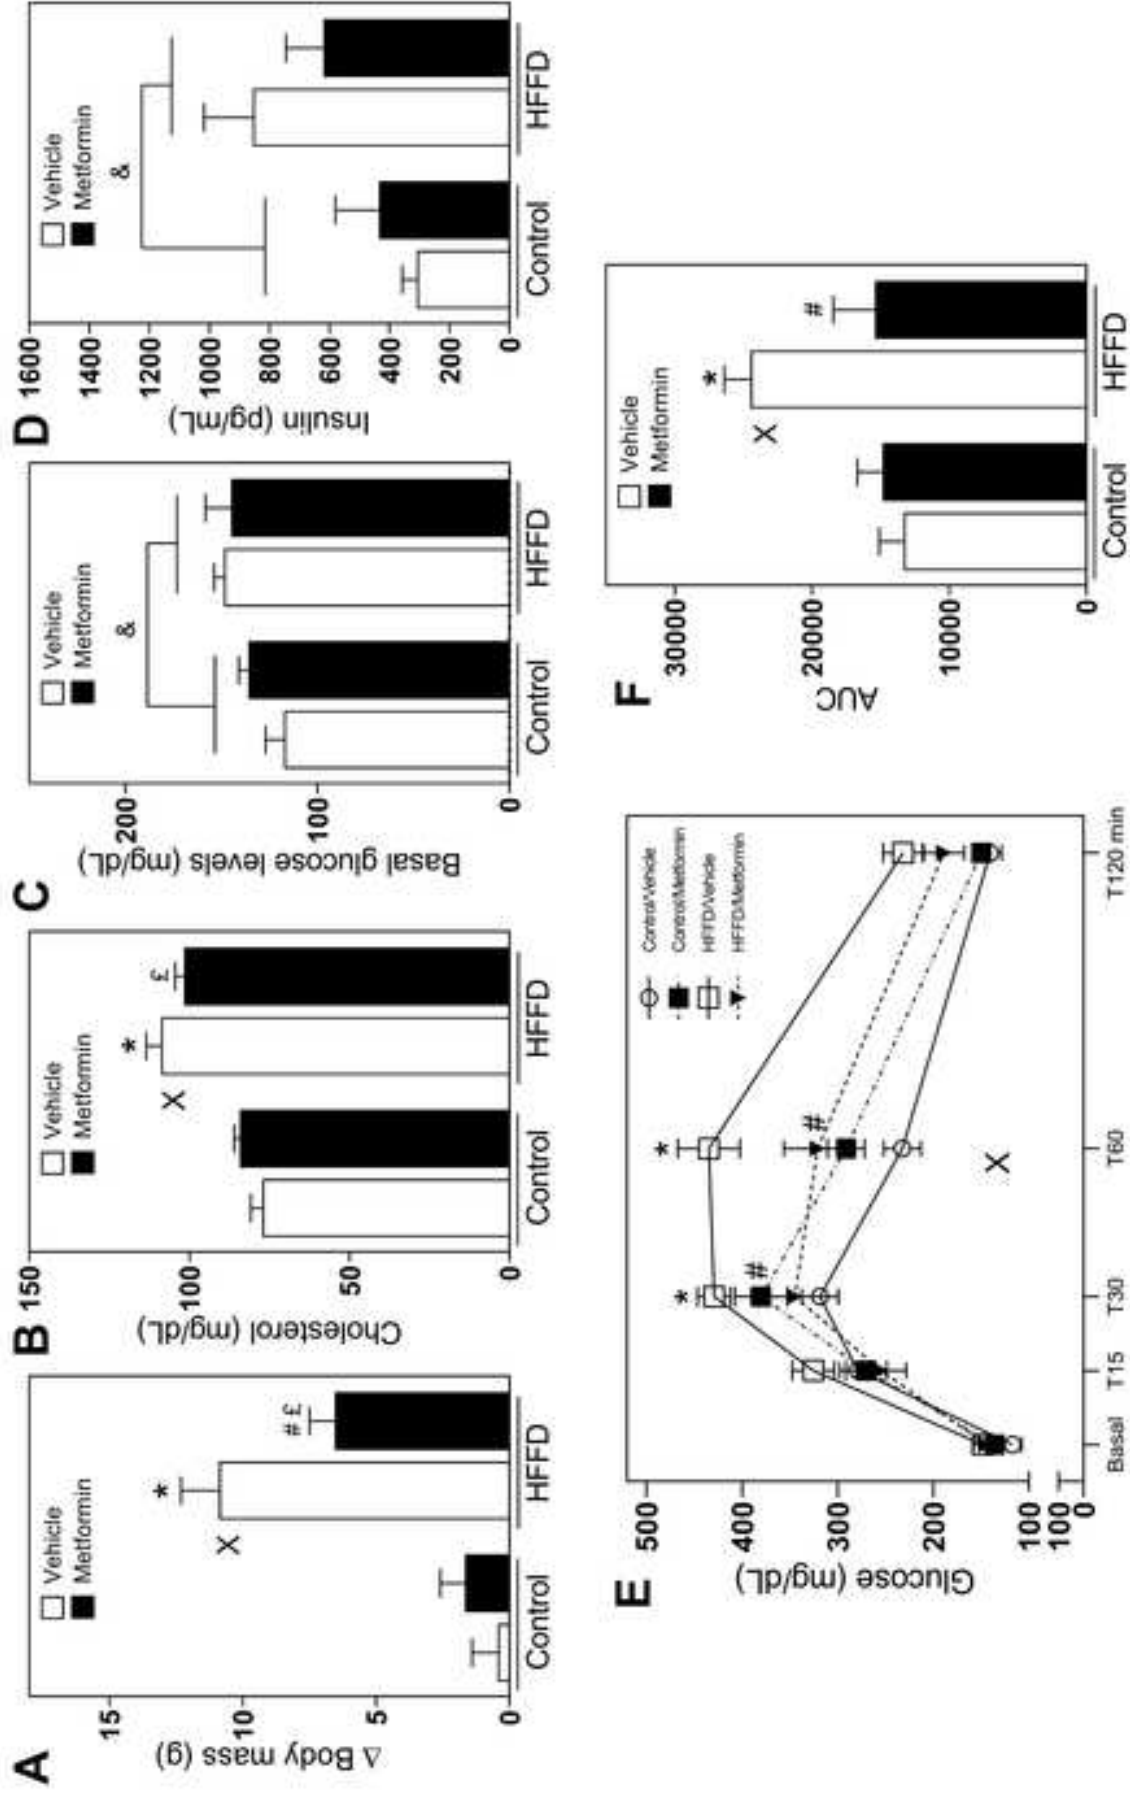 A
Δ Body mass (g)
15
10
5
0
Vehicle
Metformin
X
*
# £
Control
HFFD
B
Cholesterol (mg/dL)
150
100
50
0
Vehicle
Metformin
X
*
£
Control
HFFD
C
Basal glucose levels (mg/dL)
200
100
0
Vehicle
Metformin
&
Control
HFFD
D
Insulin (pg/mL)
1600
1400
1200
1000
800
600
400
200
0
Vehicle
Metformin
&
Control
HFFD
E
Glucose (mg/dL)
500
400
300
200
100
100
0
Control/Vehicle
Control/Metformin
HFFD/Vehicle
HFFD/Metformin
*
*
#
#
X
Basal
T15
T30
T60
T120 min
F
AUC
30000
20000
10000
0
Vehicle
Metformin
X
*
#
Control
HFFD